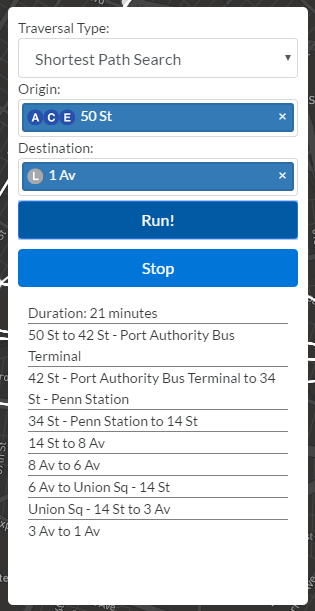 Traversal Type:
Shortest Path Search
Origin:
A C E 50 St ×
Destination:
L 1 Av ×
Run!
Stop
Duration: 21 minutes
50 St to 42 St - Port Authority Bus
Terminal
42 St - Port Authority Bus Terminal to 34
St - Penn Station
34 St - Penn Station to 14 St
14 St to 8 Av
8 Av to 6 Av
6 Av to Union Sq - 14 St
Union Sq - 14 St to 3 Av
3 Av to 1 Av